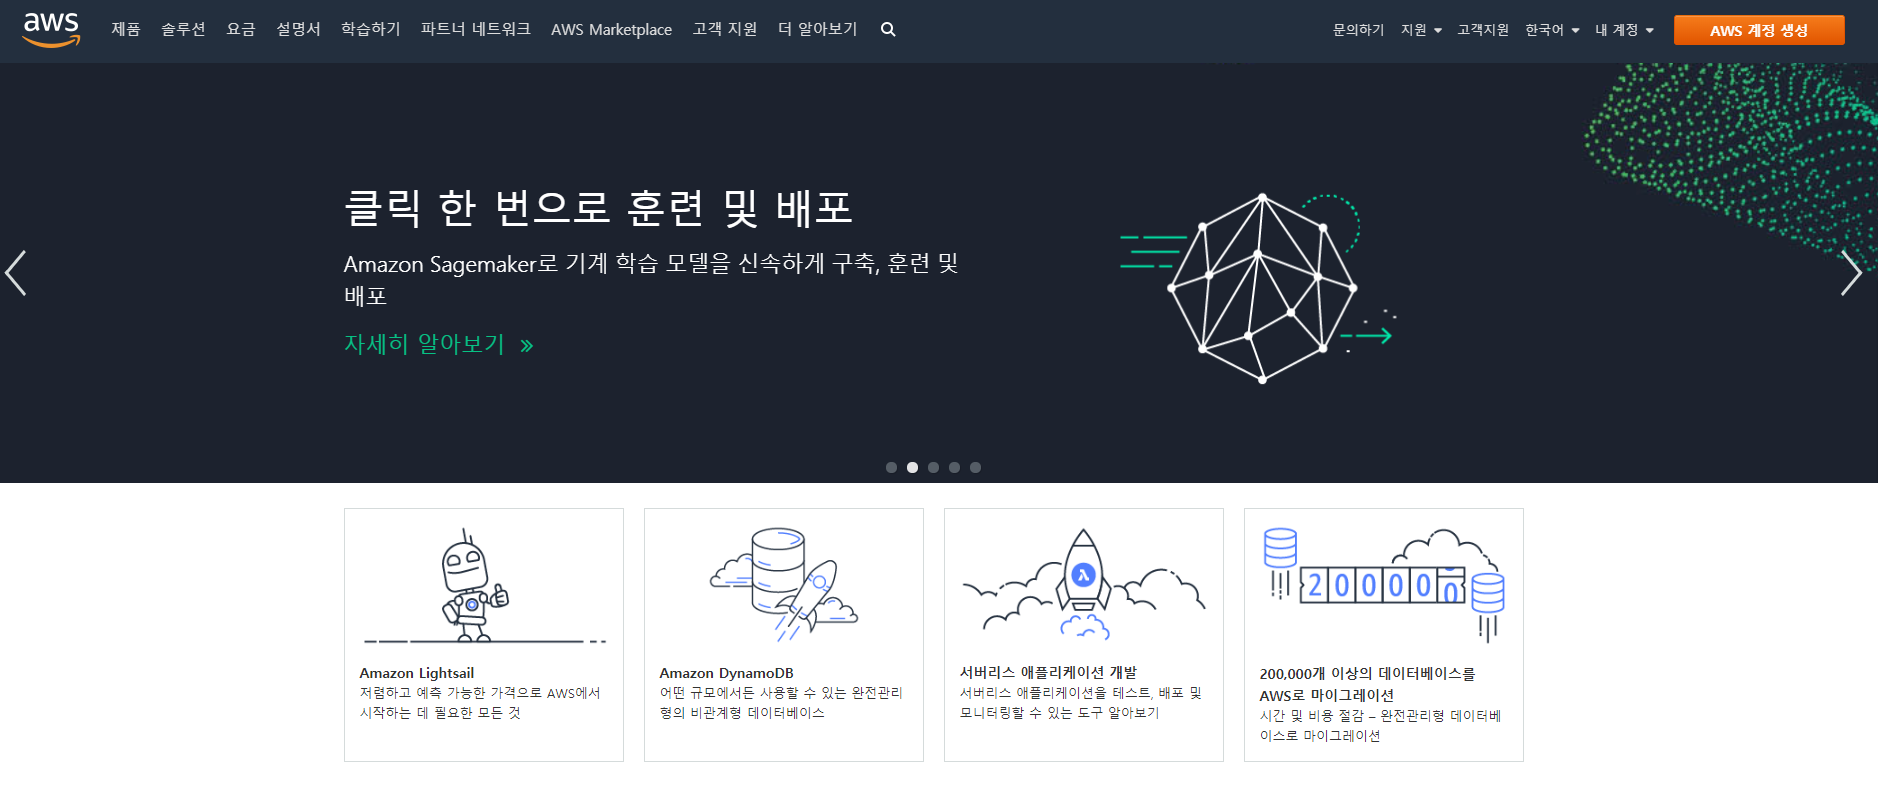 aws 제품 솔루션 요금 설명서 학습하기 파트너 네트워크 AWS Marketplace 고객 지원 더 알아보기 문의하기 지원 고객지원 한국어 내 계정 AWS 계정 생성
클릭 한 번으로 훈련 및 배포
Amazon Sagemaker로 기계 학습 모델을 신속하게 구축, 훈련 및
배포
자세히 알아보기 »
Amazon Lightsail
저렴하고 예측 가능한 가격으로 AWS에서
시작하는 데 필요한 모든 것
Amazon DynamoDB
어떤 규모에서든 사용할 수 있는 완전관리
형의 비관계형 데이터베이스
λ
서버리스 애플리케이션 개발
서버리스 애플리케이션을 테스트, 배포 및
모니터링할 수 있는 도구 알아보기
200000
200,000개 이상의 데이터베이스를
AWS로 마이그레이션
시간 및 비용 절감 – 완전관리형 데이터베
이스로 마이그레이션